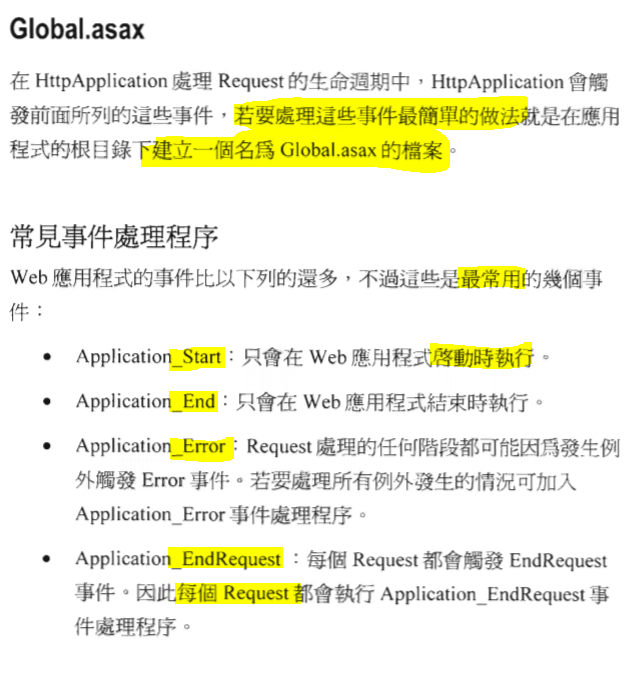 Global.asax
在 HttpApplication 處理 Request 的生命週期中，HttpApplication 會觸
發前面所列的這些事件，若要處理這些事件最簡單的做法就是在應用
程式的根目錄下建立一個名爲 Global.asax 的檔案。
常見事件處理程序
Web 應用程式的事件比以下列的還多，不過這些是最常用的幾個事
件：
• Application_Start：只會在 Web 應用程式啓動時執行。
• Application_End：只會在 Web 應用程式結束時執行。
• Application_Error：Request 處理的任何階段都可能因爲發生例
外觸發 Error 事件。若要處理所有例外發生的情況可加入
Application_Error 事件處理程序。
• Application_EndRequest ：每個 Request 都會觸發 EndRequest
事件。因此每個 Request 都會執行 Application_EndRequest 事
件處理程序。